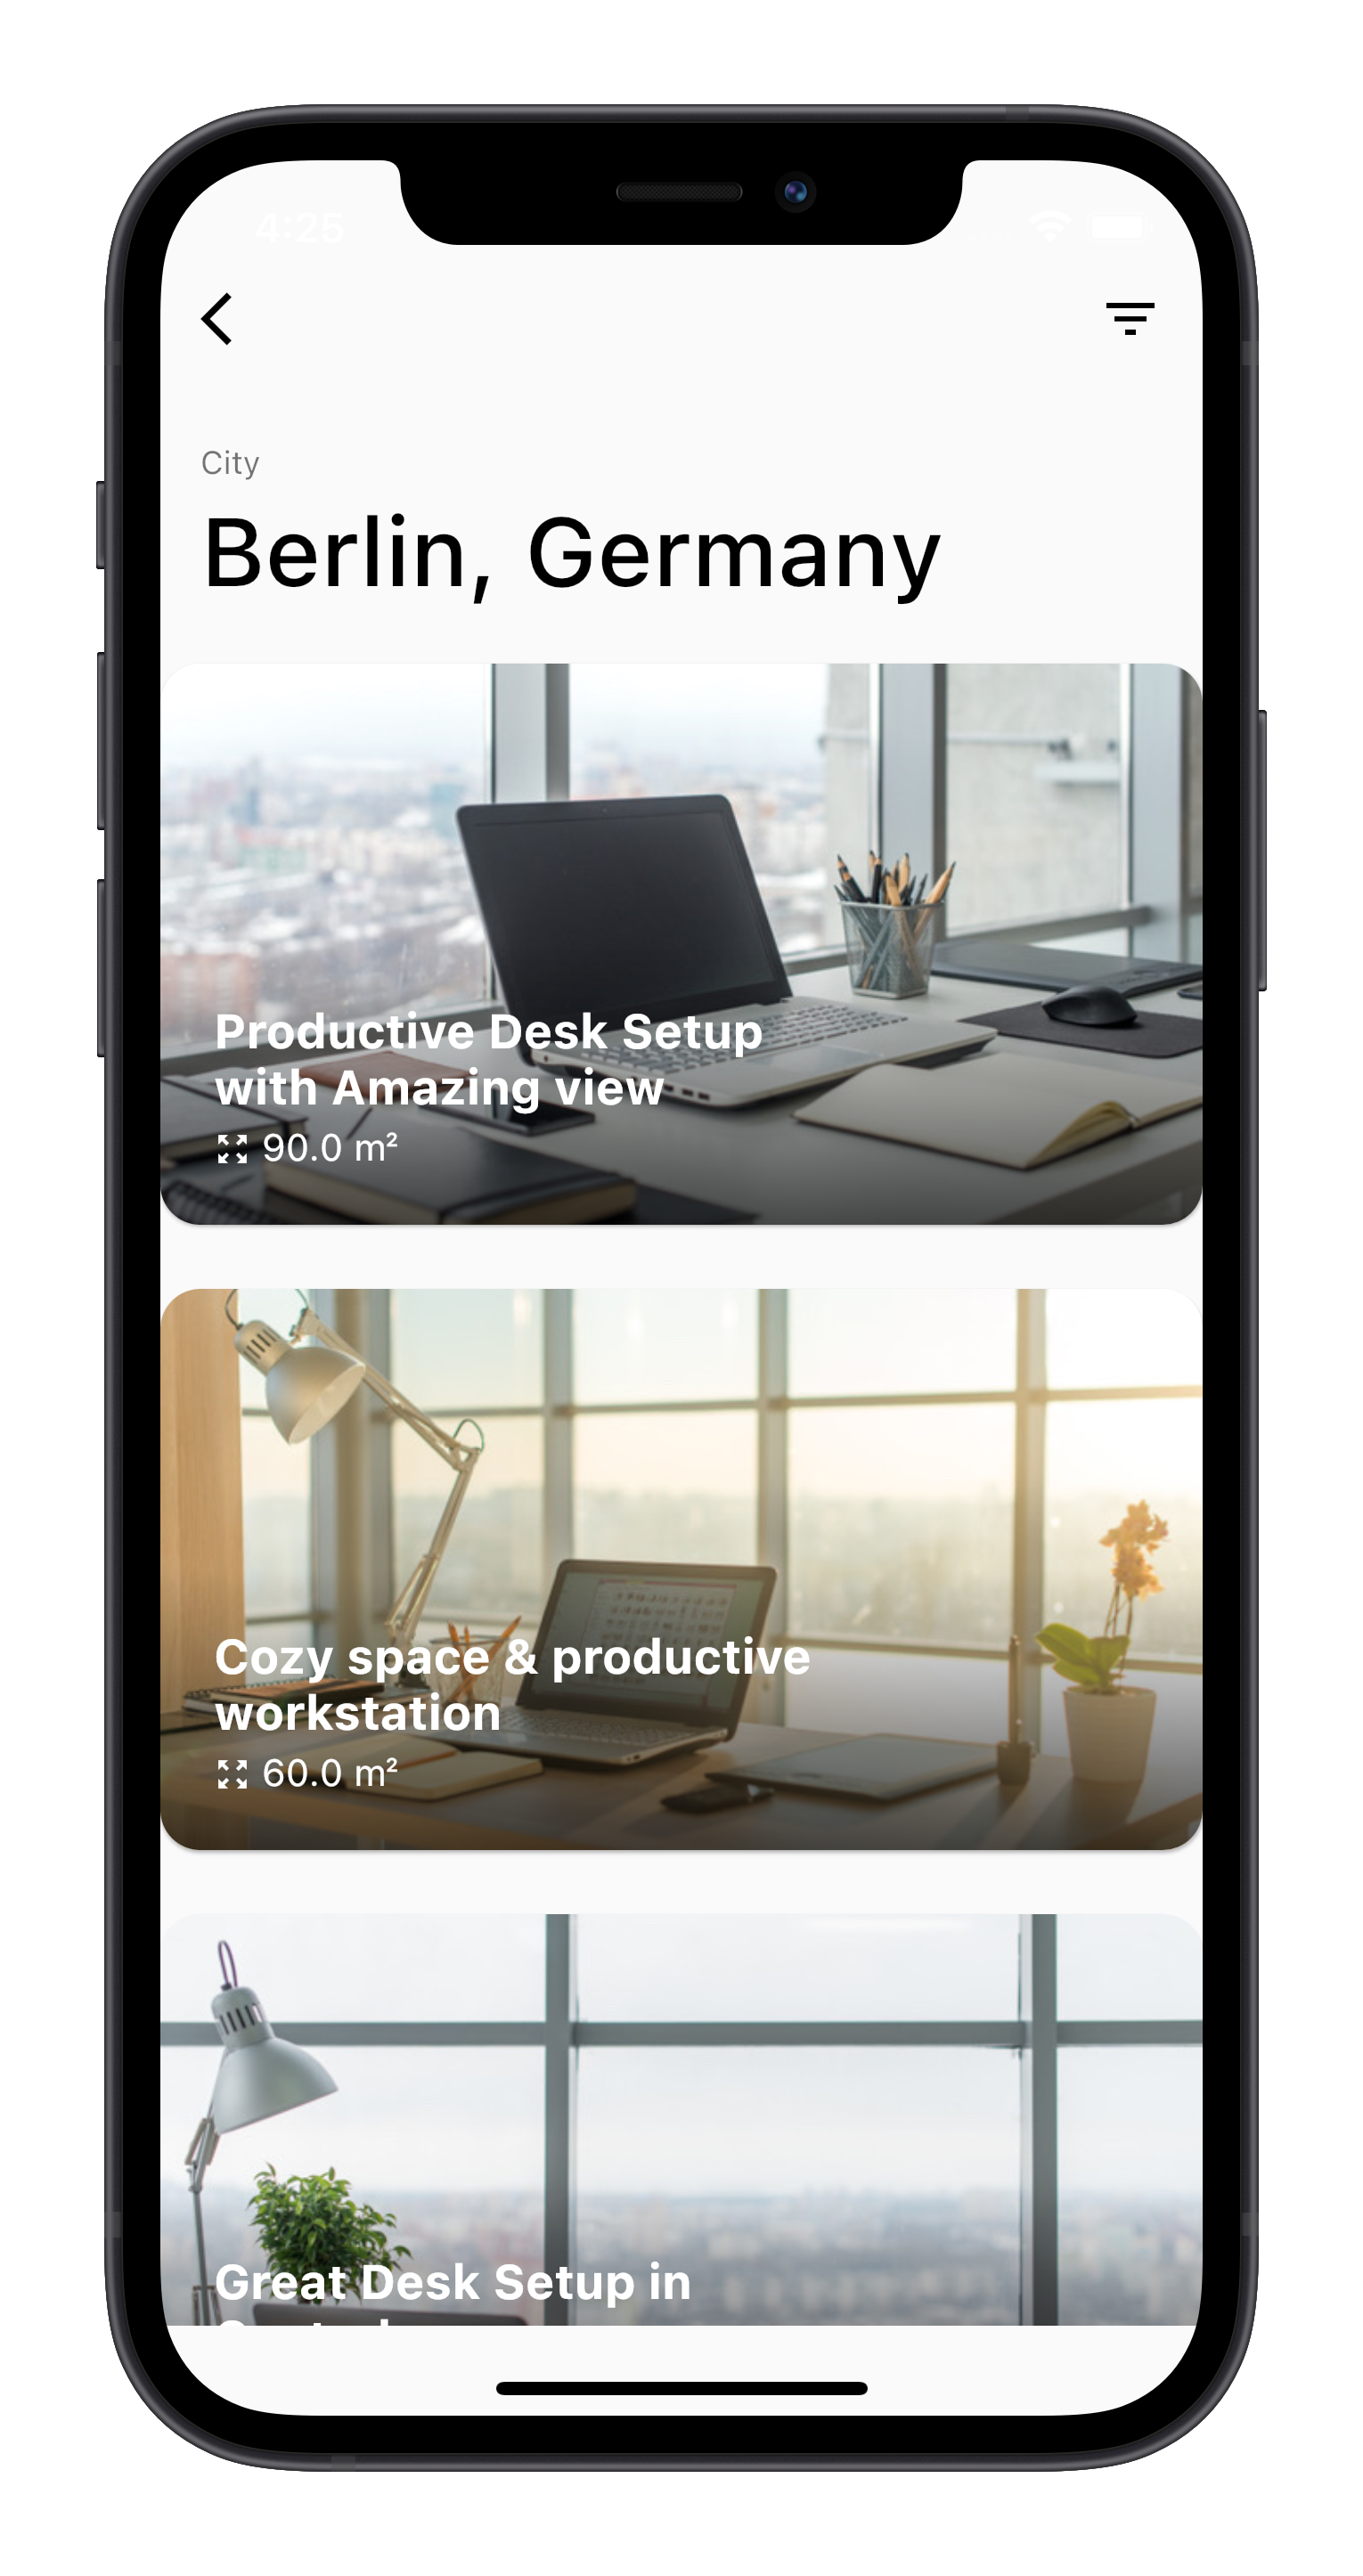 4:25
City
Berlin, Germany
Productive Desk Setup
with Amazing view
90.0 m²
Cozy space & productive
workstation
60.0 m²
Great Desk Setup in